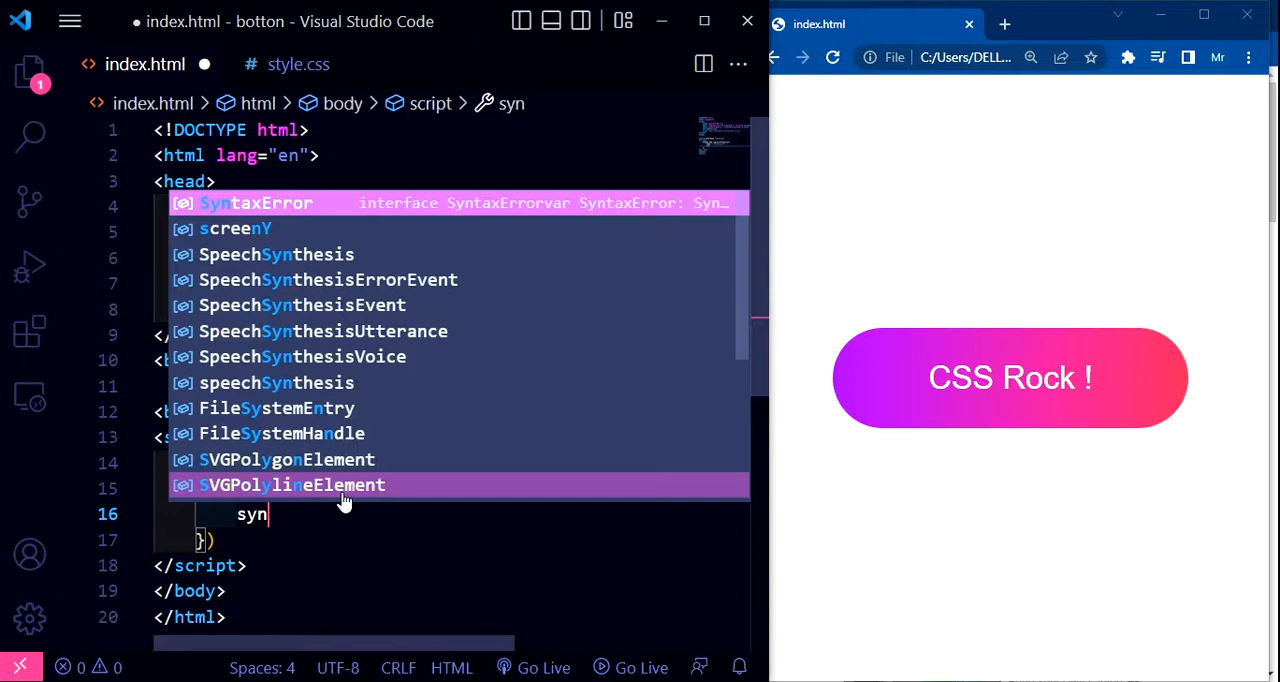 index.html - botton - Visual Studio Code
index.html
# style.css
1
index.html > html > body > script > syn
1 <!DOCTYPE html>
2 <html lang="en">
3 <head>
4
5
6
7
8
9 </
10 <b
11
12 <b
13 <s
14
15
SyntaxError interface SyntaxErrorvar SyntaxError: Syn…
screenY
SpeechSynthesis
SpeechSynthesisErrorEvent
SpeechSynthesisEvent
SpeechSynthesisUtterance
SpeechSynthesisVoice
speechSynthesis
FileSystemEntry
FileSystemHandle
SVGPolygonElement
SVGPolylineElement
16 syn
17 })
18 </script>
19 </body>
20 </html>
0 0 Spaces: 4 UTF-8 CRLF HTML Go Live Go Live
index.html
File C:/Users/DELL... Mr
CSS Rock !